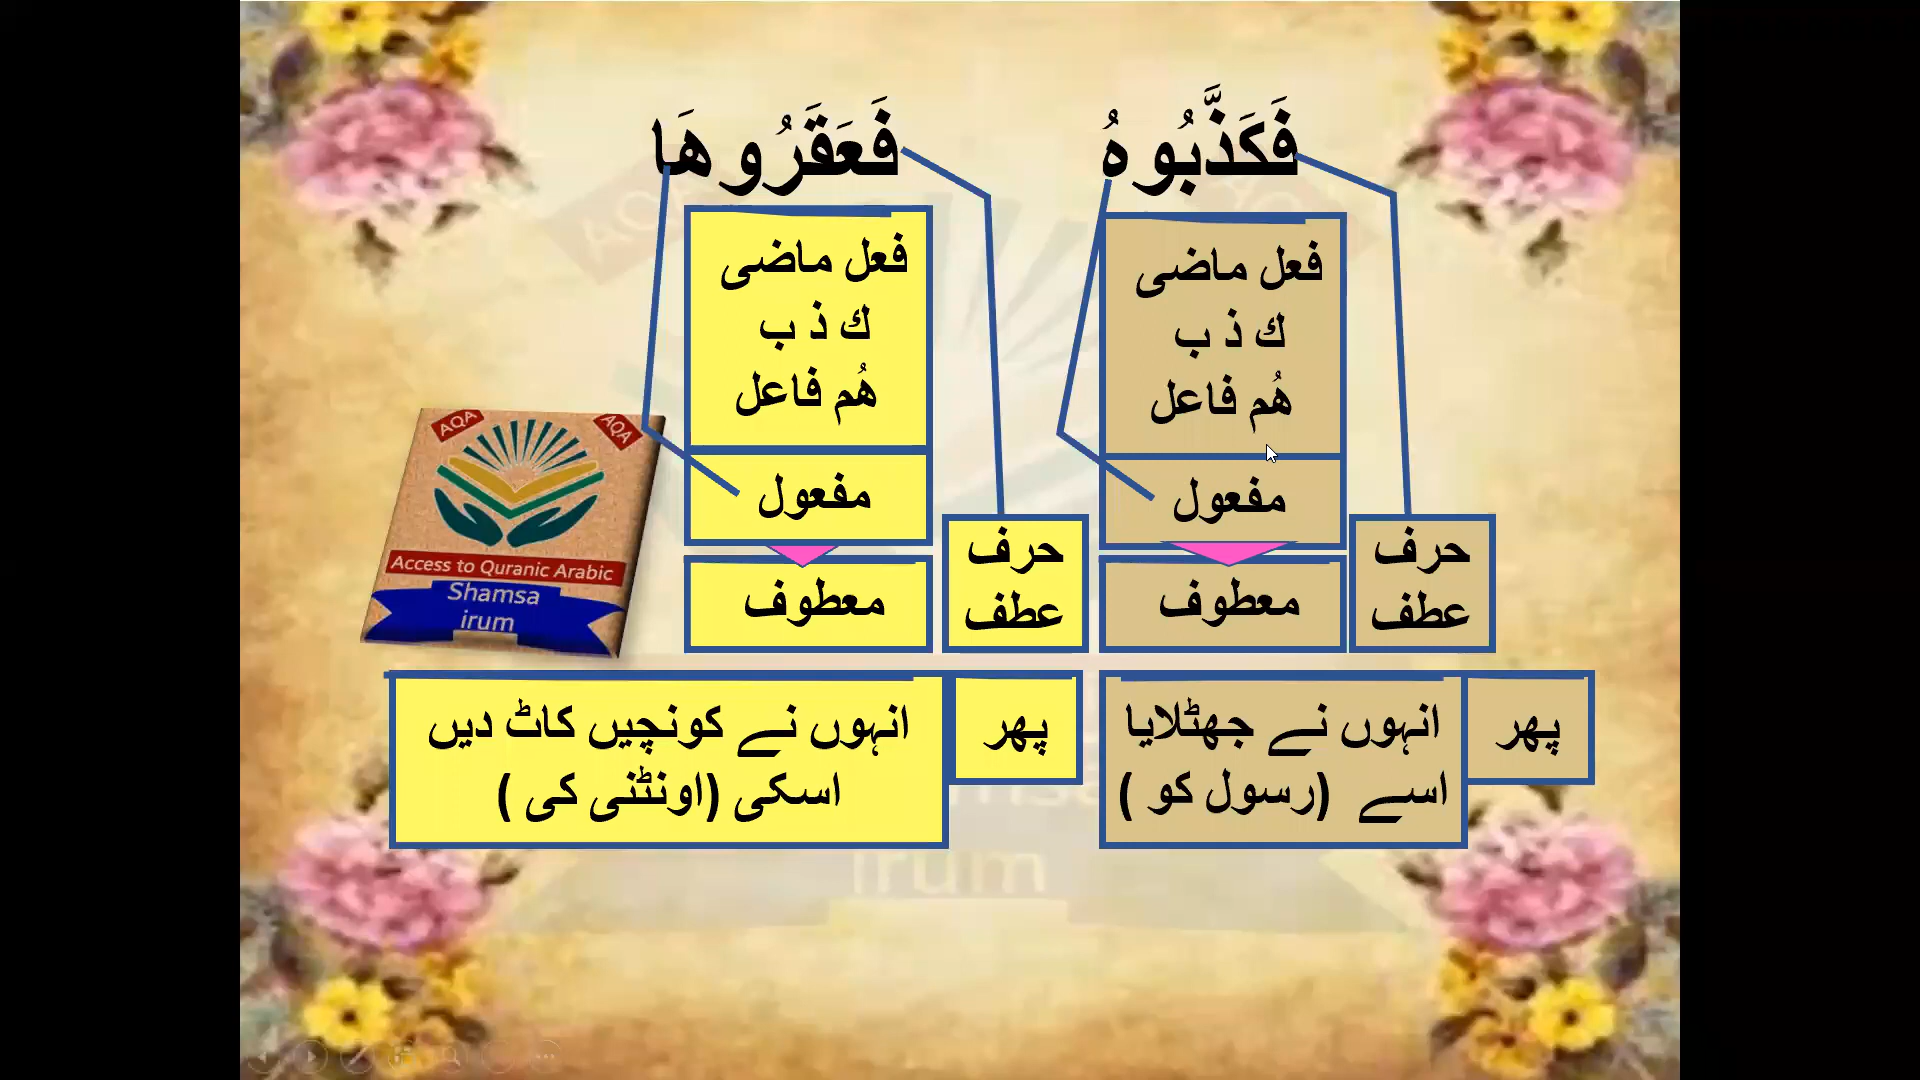 فَكَذَّبُوهُ
فَعَقَرُوهَا
فعل ماضی
ك ذ ب
هُم فاعل
مفعول
معطوف
حرف
عطف
فعل ماضی
ك ذ ب
هُم فاعل
مفعول
معطوف
حرف
عطف
پھر
انہوں نے جھٹلایا
اسے (رسول کو )
پھر
انہوں نے کونچیں کاٹ دیں
اسکی (اونٹنی کی )
AQA
AQA
Access to Quranic Arabic
Shamsa
irum
irum